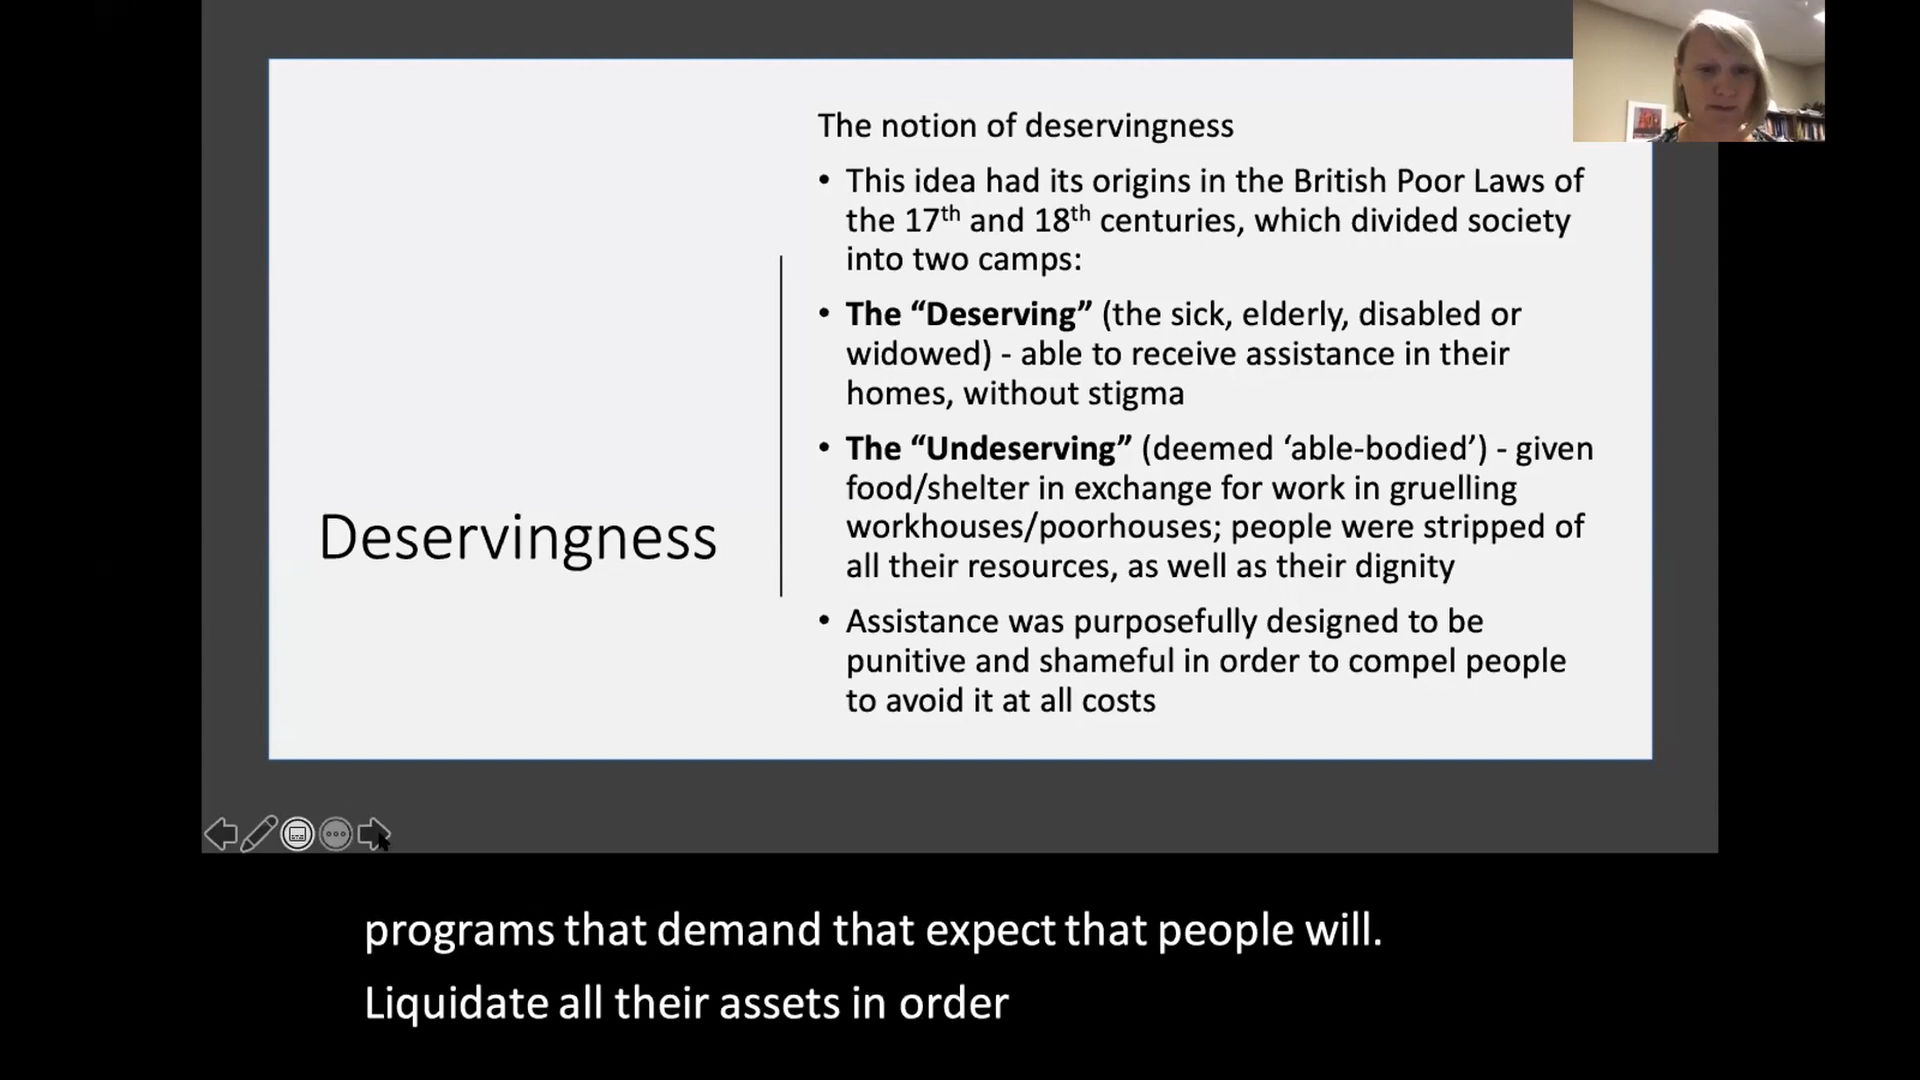 Deservingness
The notion of deservingness
• This idea had its origins in the British Poor Laws of
the 17th and 18th centuries, which divided society
into two camps:
• The “Deserving” (the sick, elderly, disabled or
widowed) - able to receive assistance in their
homes, without stigma
• The “Undeserving” (deemed ‘able-bodied’) - given
food/shelter in exchange for work in gruelling
workhouses/poorhouses; people were stripped of
all their resources, as well as their dignity
• Assistance was purposefully designed to be
punitive and shameful in order to compel people
to avoid it at all costs
programs that demand that expect that people will.
Liquidate all their assets in order